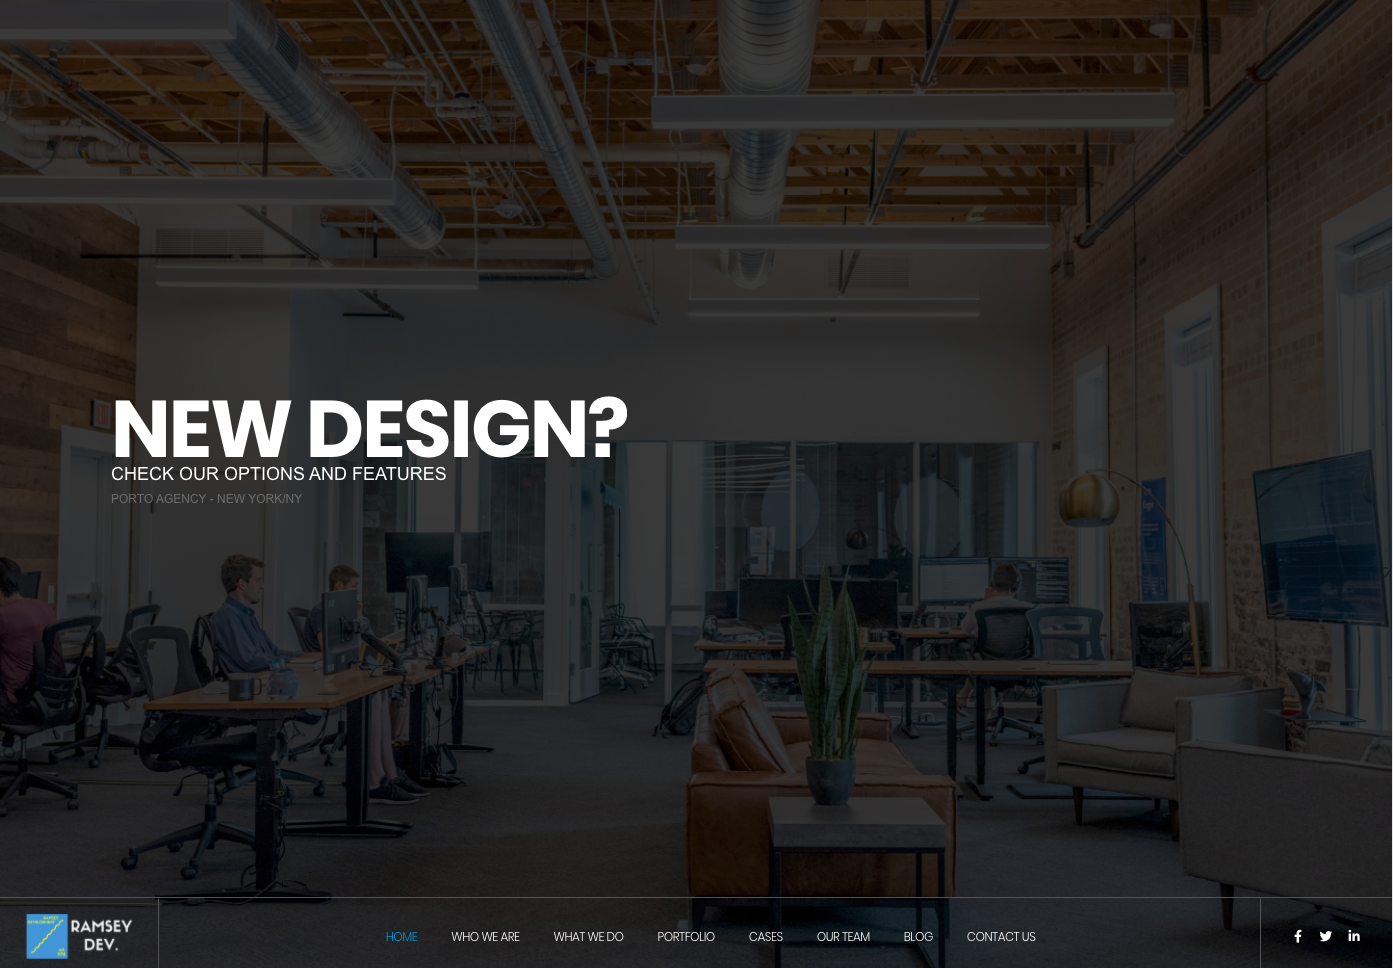 NEW DESIGN?
CHECK OUR OPTIONS AND FEATURES
PORTO AGENCY - NEW YORK/NY
RAMSEY
DEV.
HOME
WHO WE ARE
WHAT WE DO
PORTFOLIO
CASES
OUR TEAM
BLOG
CONTACT US